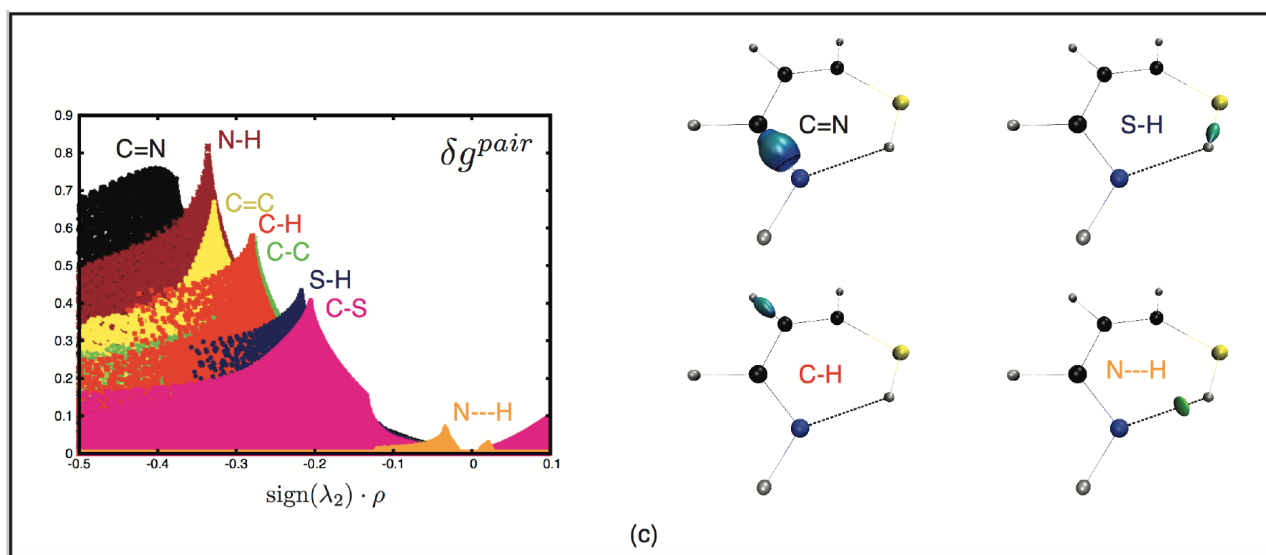 0.9
0.8
0.7
0.6
0.5
0.4
0.3
0.2
0.1
0
C=N
N-H
δg^pair
C=C
C-H
C-C
S-H
C-S
N---H
-0.5 -0.4 -0.3 -0.2 -0.1 0 0.1
sign(λ₂) · ρ
C=N
S-H
C-H
N---H
(c)